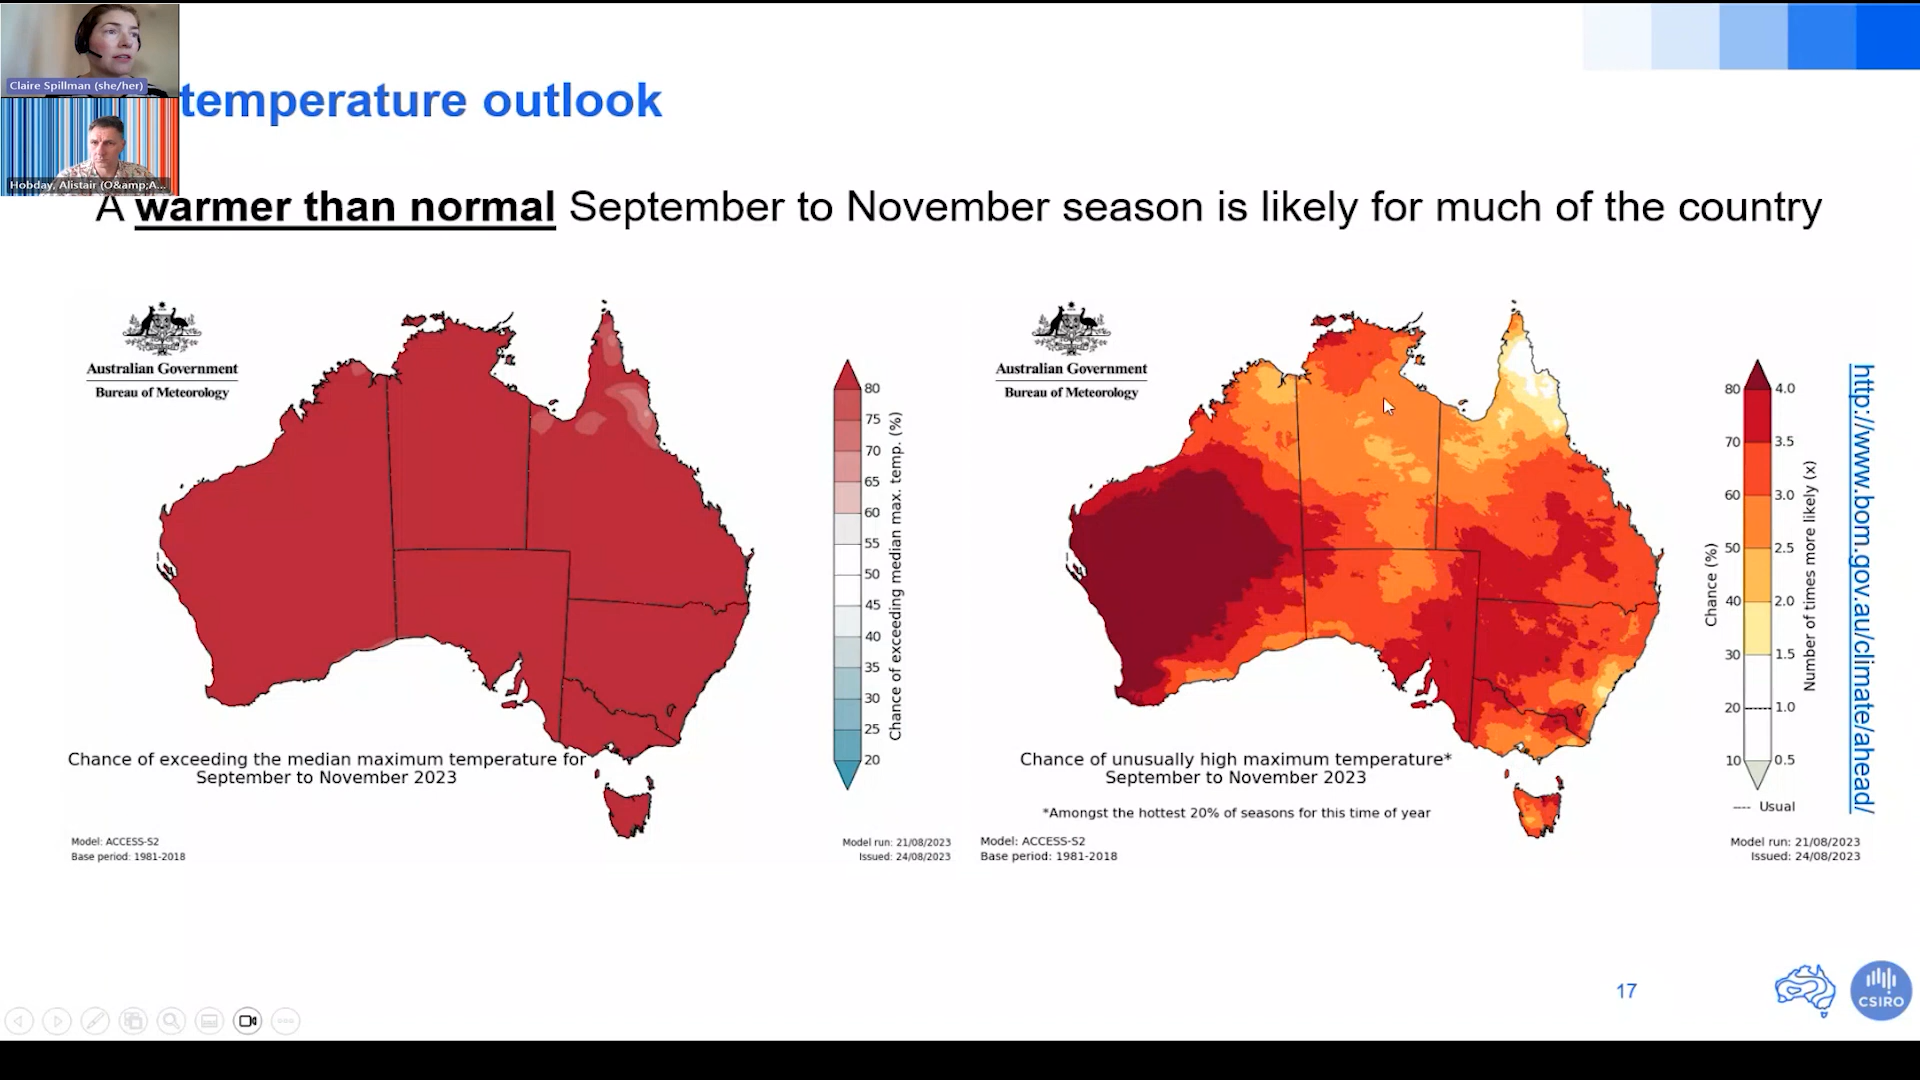 Claire Spillman (she/her)
Hobday, Alistair (O&amp;A...
temperature outlook
A warmer than normal September to November season is likely for much of the country
Australian Government
Bureau of Meteorology
80
75
70
65
60
55
50
45
40
35
30
25
20
Chance of exceeding median max. temp. (%)
Chance of exceeding the median maximum temperature for
September to November 2023
Model: ACCESS-S2
Base period: 1981-2018
Model run: 21/08/2023
Issued: 24/08/2023
Australian Government
Bureau of Meteorology
Chance (%)
80 4.0
70 3.5
60 3.0
50 2.5
40 2.0
30 1.5
20 1.0
10 0.5
Number of times more likely (x)
---- Usual
Chance of unusually high maximum temperature*
September to November 2023
*Amongst the hottest 20% of seasons for this time of year
Model: ACCESS-S2
Base period: 1981-2018
Model run: 21/08/2023
Issued: 24/08/2023
http://www.bom.gov.au/climate/ahead/
17
CSIRO